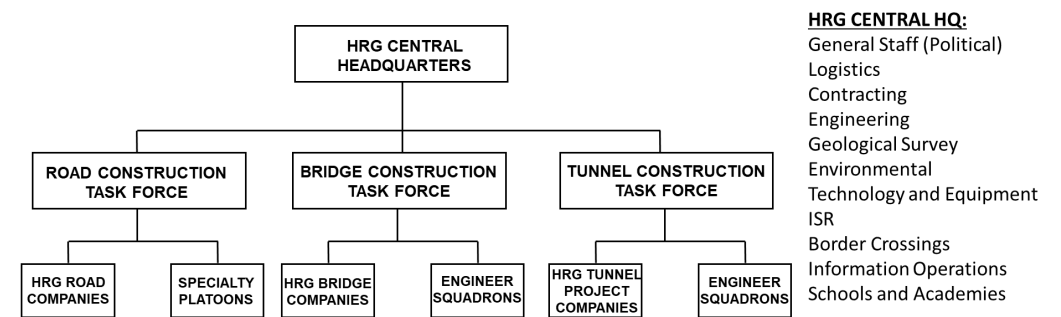 HRG CENTRAL
HEADQUARTERS
ROAD CONSTRUCTION
TASK FORCE
BRIDGE CONSTRUCTION
TASK FORCE
TUNNEL CONSTRUCTION
TASK FORCE
HRG ROAD
COMPANIES
SPECIALTY
PLATOONS
HRG BRIDGE
COMPANIES
ENGINEER
SQUADRONS
HRG TUNNEL
PROJECT
COMPANIES
ENGINEER
SQUADRONS
HRG CENTRAL HQ:
General Staff (Political)
Logistics
Contracting
Engineering
Geological Survey
Environmental
Technology and Equipment
ISR
Border Crossings
Information Operations
Schools and Academies